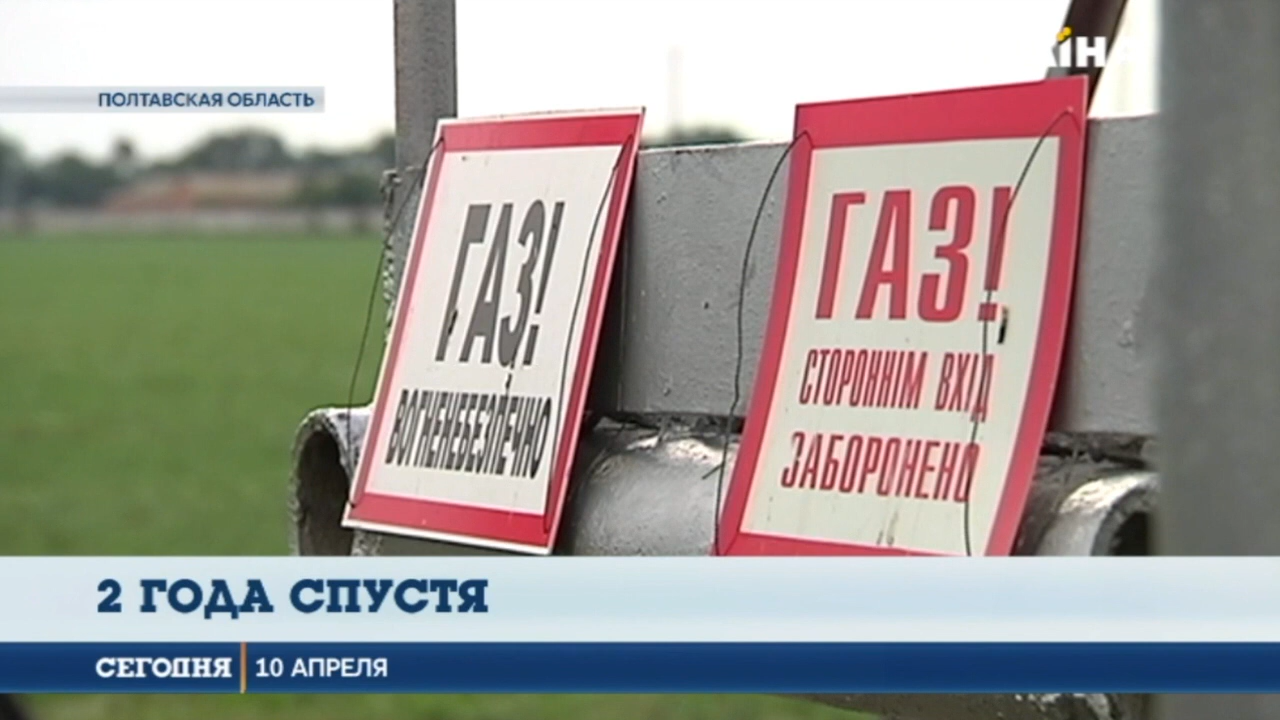 ПОЛТАВСКАЯ ОБЛАСТЬ
ГАЗ!
ВОГНЕНЕБЕЗПЕЧНО
ГАЗ!
СТОРОННІМ ВХІД
ЗАБОРОНЕНО
2 ГОДА СПУСТЯ
СЕГОДНЯ 10 АПРЕЛЯ